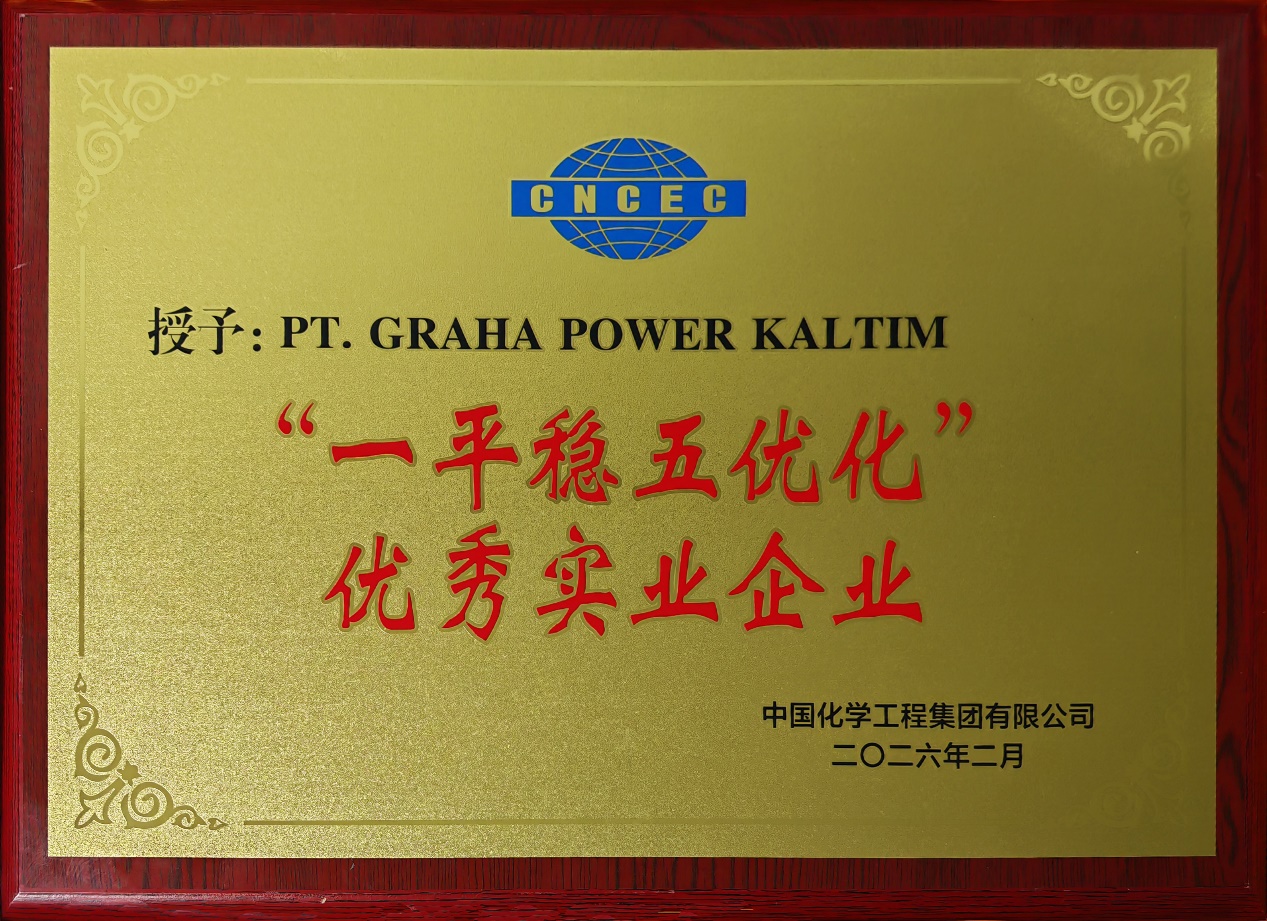 CNCEC
授予：PT. GRAHA POWER KALTIM
“一平稳五优化”
优秀实业企业
中国化学工程集团有限公司
二〇二六年二月